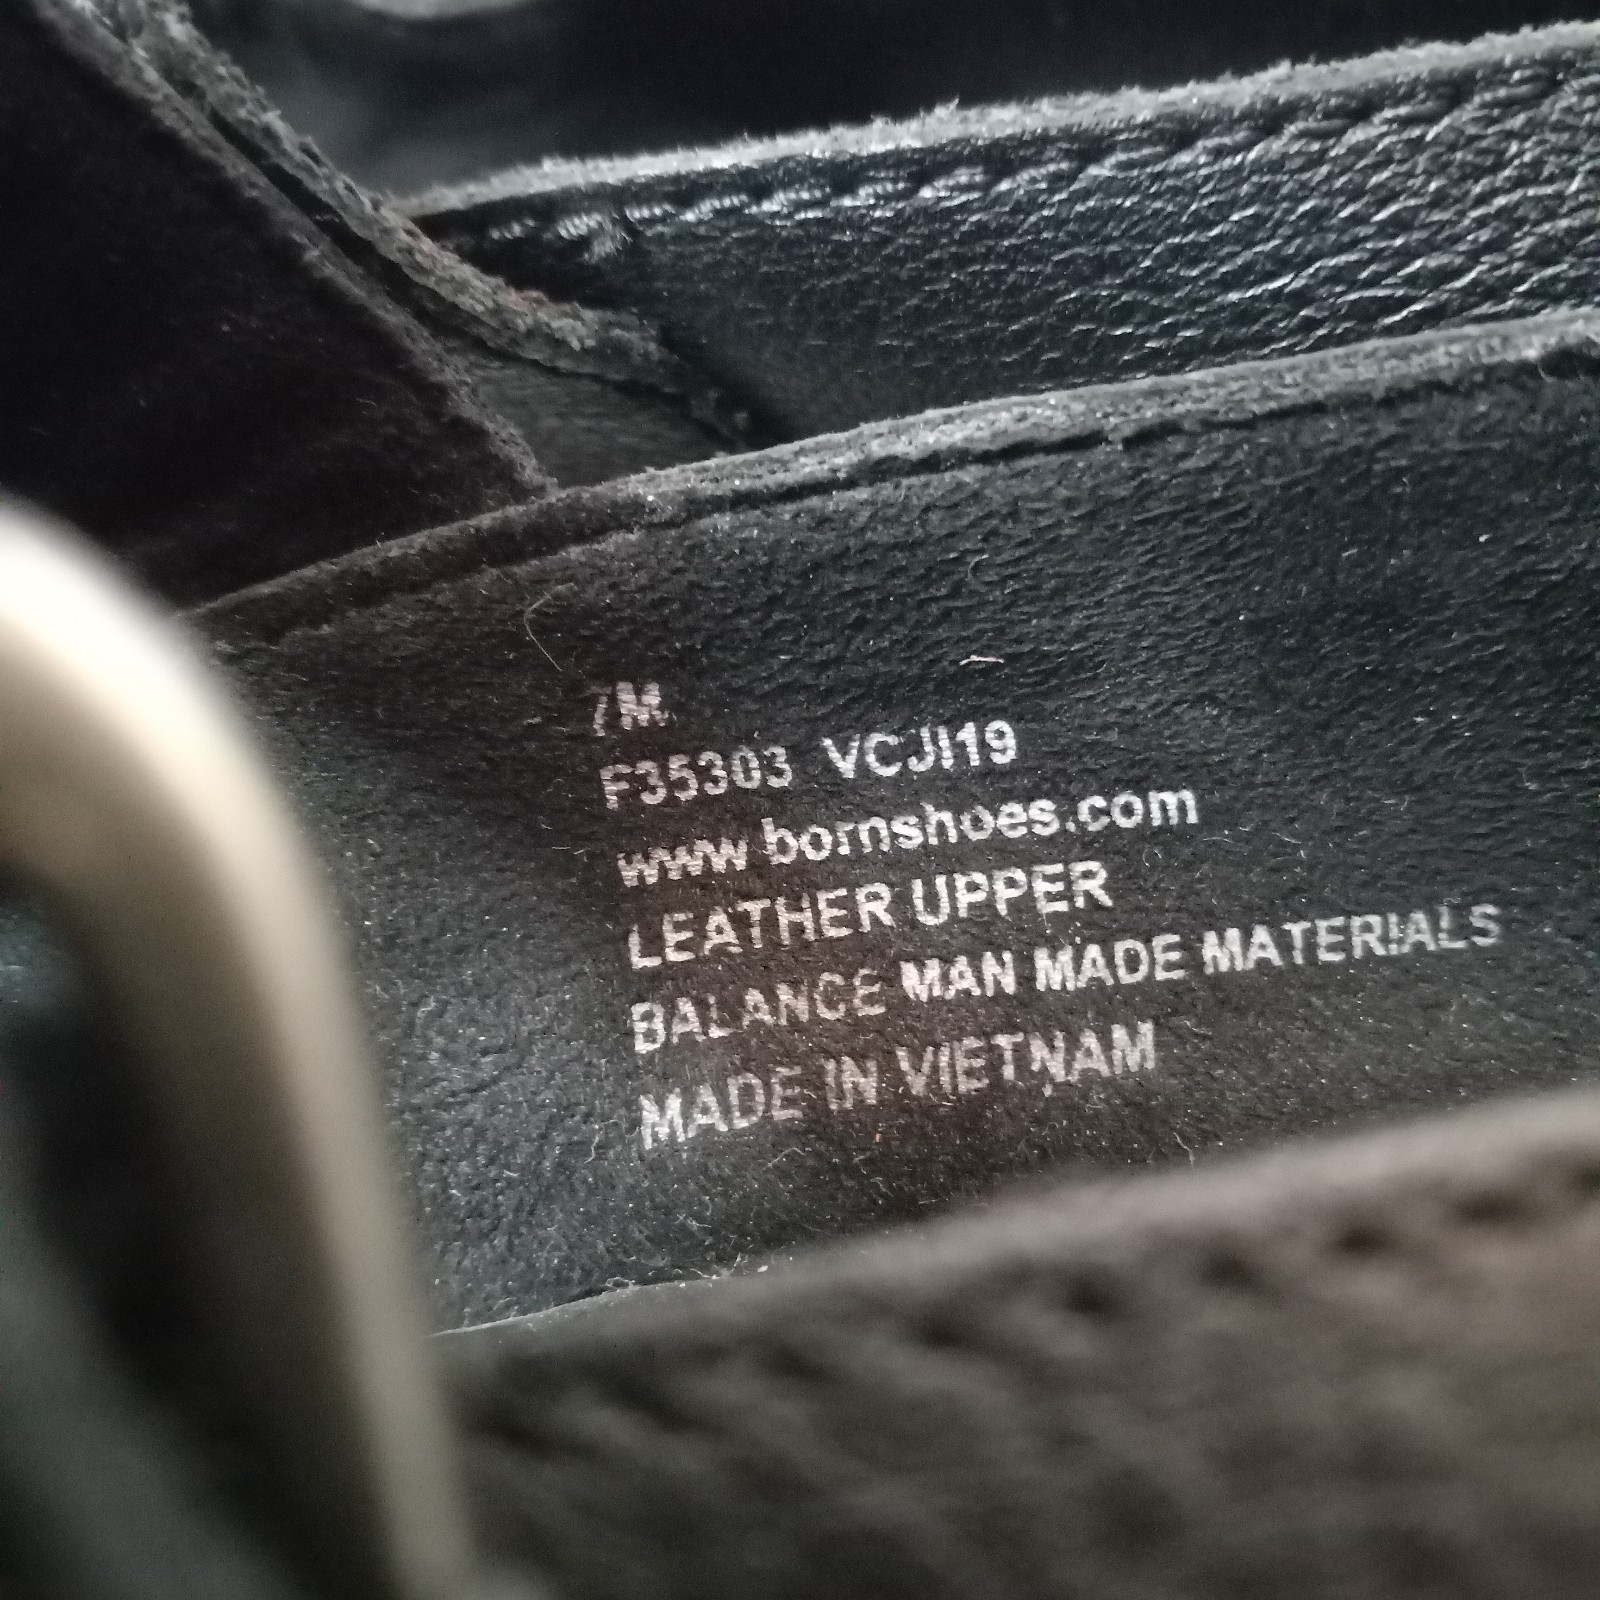 7M
F35303 VCJI19
www.bornshoes.com
LEATHER UPPER
BALANCE MAN MADE MATERIALS
MADE IN VIETNAM